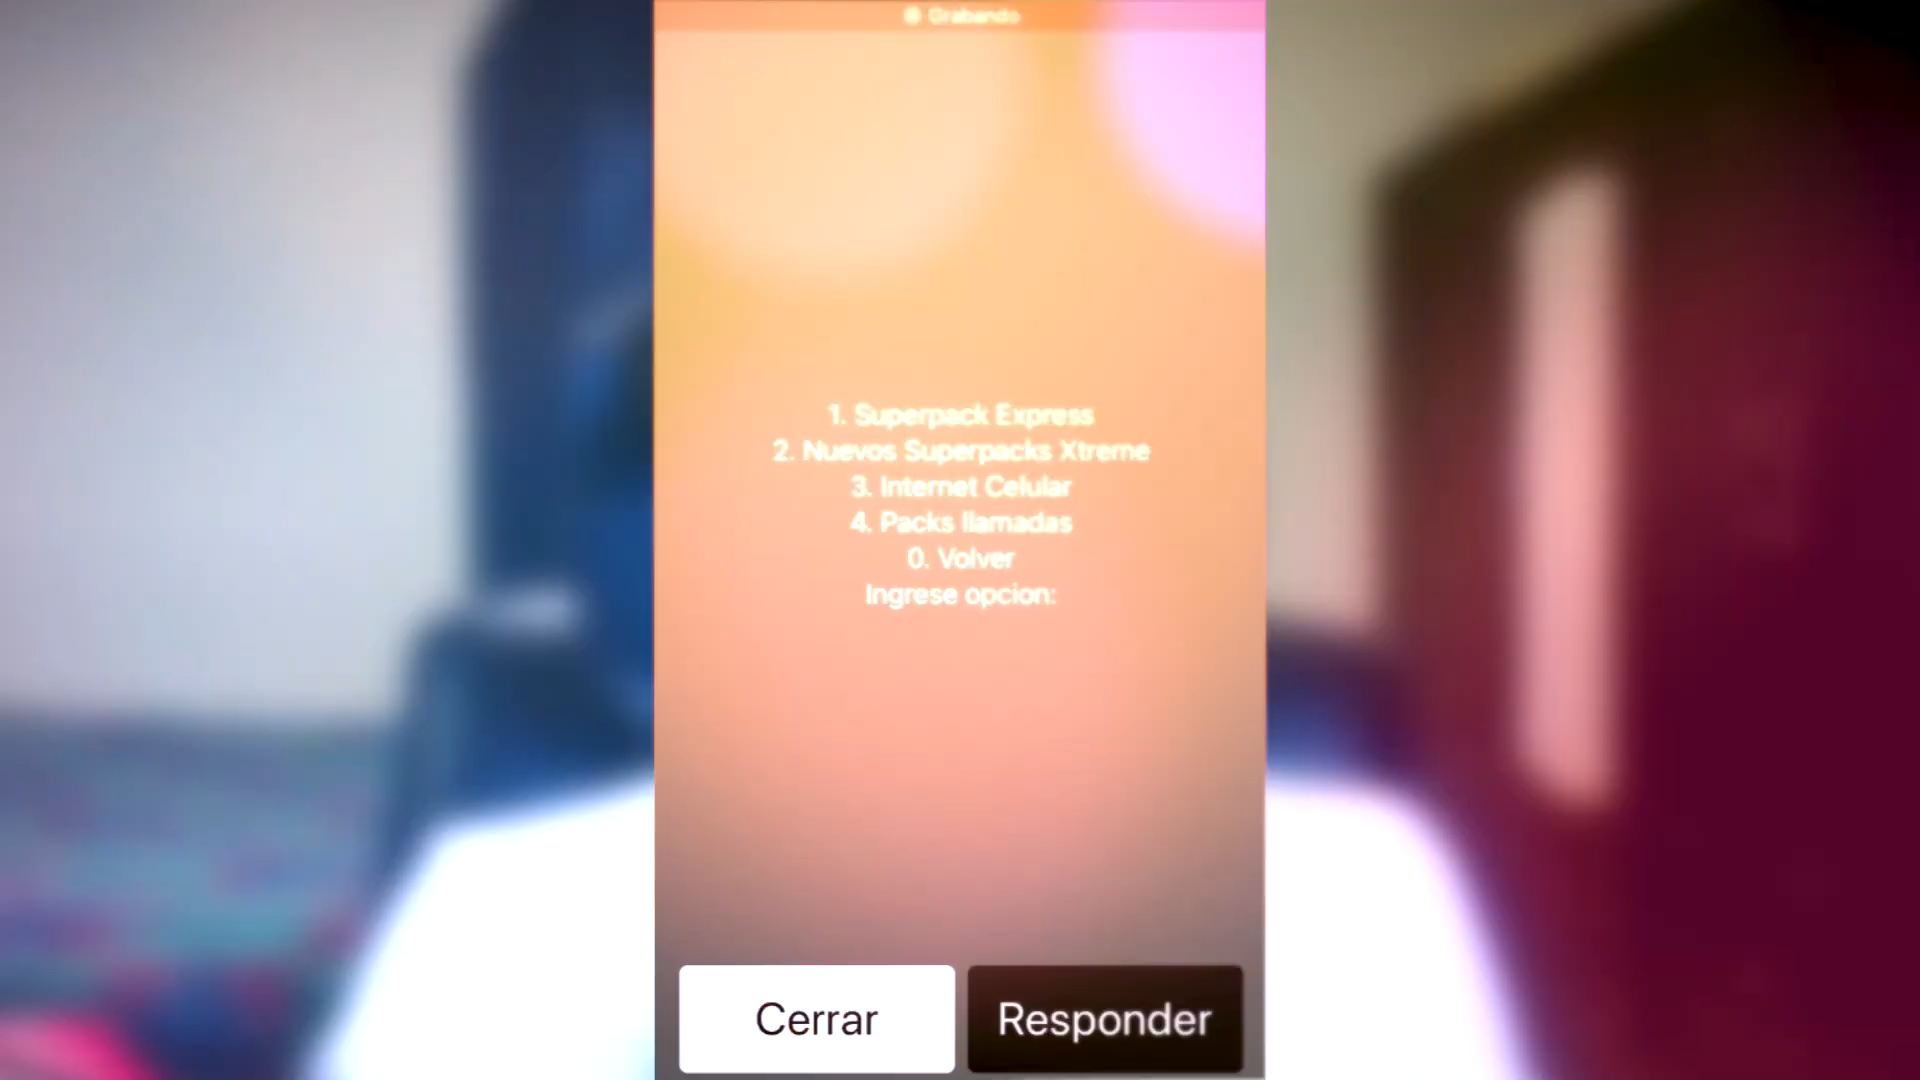 Grabando
1. Superpack Express
2. Nuevos Superpacks Xtreme
3. Internet Celular
4. Packs llamadas
0. Volver
Ingrese opcion:
Cerrar
Responder